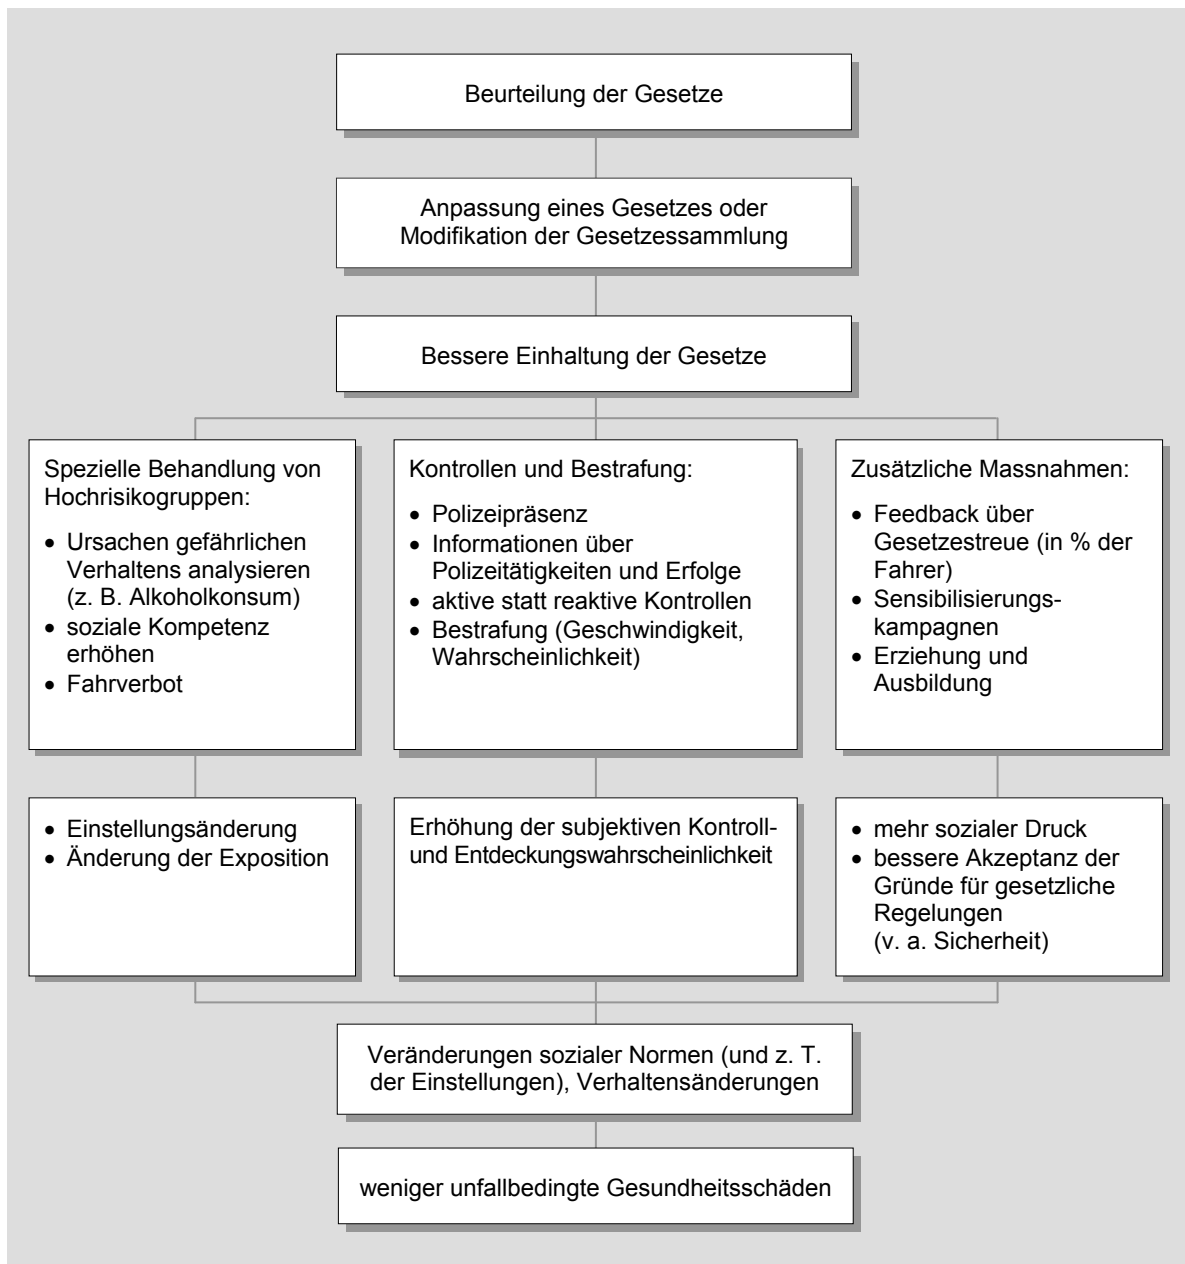 Beurteilung der Gesetze
Anpassung eines Gesetzes oder
Modifikation der Gesetzessammlung
Bessere Einhaltung der Gesetze
Spezielle Behandlung von
Hochrisikogruppen:
• Ursachen gefährlichen
Verhaltens analysieren
(z. B. Alkoholkonsum)
• soziale Kompetenz
erhöhen
• Fahrverbot
Kontrollen und Bestrafung:
• Polizeipräsenz
• Informationen über
Polizeitätigkeiten und Erfolge
• aktive statt reaktive Kontrollen
• Bestrafung (Geschwindigkeit,
Wahrscheinlichkeit)
Zusätzliche Massnahmen:
• Feedback über
Gesetzestreue (in % der
Fahrer)
• Sensibilisierungs-
kampagnen
• Erziehung und
Ausbildung
• Einstellungsänderung
• Änderung der Exposition
Erhöhung der subjektiven Kontroll-
und Entdeckungswahrscheinlichkeit
• mehr sozialer Druck
• bessere Akzeptanz der
Gründe für gesetzliche
Regelungen
(v. a. Sicherheit)
Veränderungen sozialer Normen (und z. T.
der Einstellungen), Verhaltensänderungen
weniger unfallbedingte Gesundheitsschäden